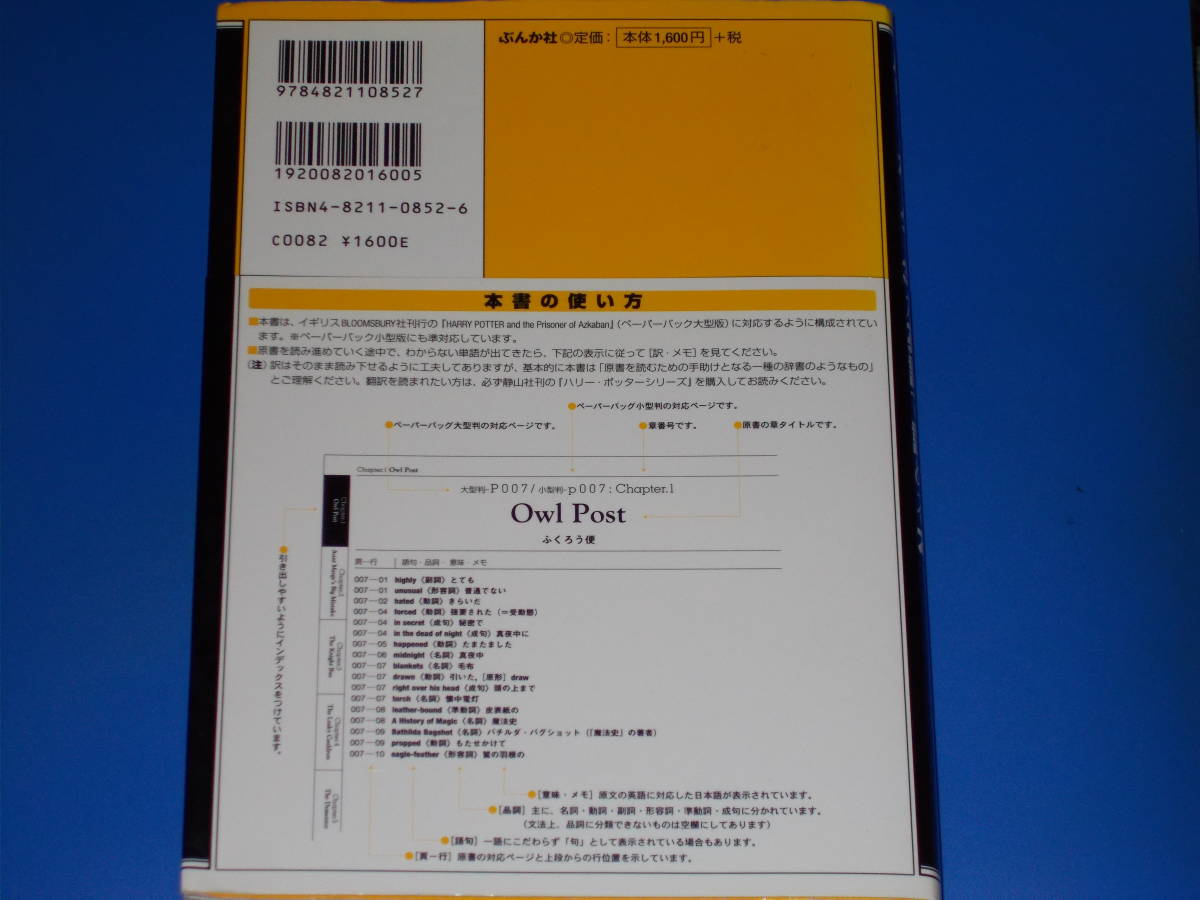 9784821108527
1920082016005
ISBN4-8211-0852-6
C0082 ¥1600E
ぶんか社◎定価: 本体1,600円+税
本書の使い方
■本書は、イギリスBLOOMSBURY社刊行の『HARRY POTTER and the Prisoner of Azkaban』(ペーパーバック大型版)に対応するように構成されてい
ます。※ペーパーバック小型版にも準対応しています。
■原書を読み進めていく途中で、わからない単語が出てきたら、下記の表示に従って[訳・メモ]を見てください。
(注)訳はそのまま読み下せるように工夫してありますが、基本的に本書は「原書を読むための手助けとなる一種の辞書のようなもの」
とご理解ください。翻訳を読まれたい方は、必ず静山社刊の『ハリー・ポッターシリーズ』を購入してお読みください。
●ペーパーバッグ小型判の対応ページです。
●ペーパーバッグ大型判の対応ページです。
●章番号です。
●原書の章タイトルです。
Chapter.1 Owl Post
大型判-P007/小型判-p007:Chapter.1
Owl Post
ふくろう便
頁―行 語句・品詞・意味・メモ
007―01 highly(副詞)とても
007―01 unusual(形容詞)普通でない
007―02 hated(動詞)きらいだ
007―04 forced(動詞)強要された(=受動態)
007―04 in secret(成句)秘密で
007―04 in the dead of night(成句)真夜中に
007―05 happened(動詞)たまたました
007―06 midnight(名詞)真夜中
007―07 blankets(名詞)毛布
007―07 drawn(動詞)引いた,[原形]draw
007―07 right over his head(成句)頭の上まで
007―07 torch(名詞)懐中電灯
007―08 leather-bound(準動詞)皮表紙の
007―08 A History of Magic(名詞)魔法史
007―09 Bathilda Bagshot(名詞)バチルダ・バグショット(『魔法史』の著者)
007―09 propped(動詞)もたせかけて
007―10 eagle-feather(形容詞)鷲の羽根の
Chapter.1
Owl Post
Chapter.2
Aunt Marge's Big Mistake
Chapter.3
The Knight Bus
Chapter.4
The Leaky Cauldron
Chapter.5
The Dementor
●引き出しやすいようにインデックスをつけています。
●[意味・メモ]原文の英語に対応した日本語が表示されています。
●[品詞]主に、名詞・動詞・副詞・形容詞・準動詞・成句に分かれています。
(文法上、品詞に分類できないものは空欄にしてあります)
●[語句]一語にこだわらず「句」として表示されている場合もあります。
●[頁―行]原書の対応ページと上段からの行位置を示しています。